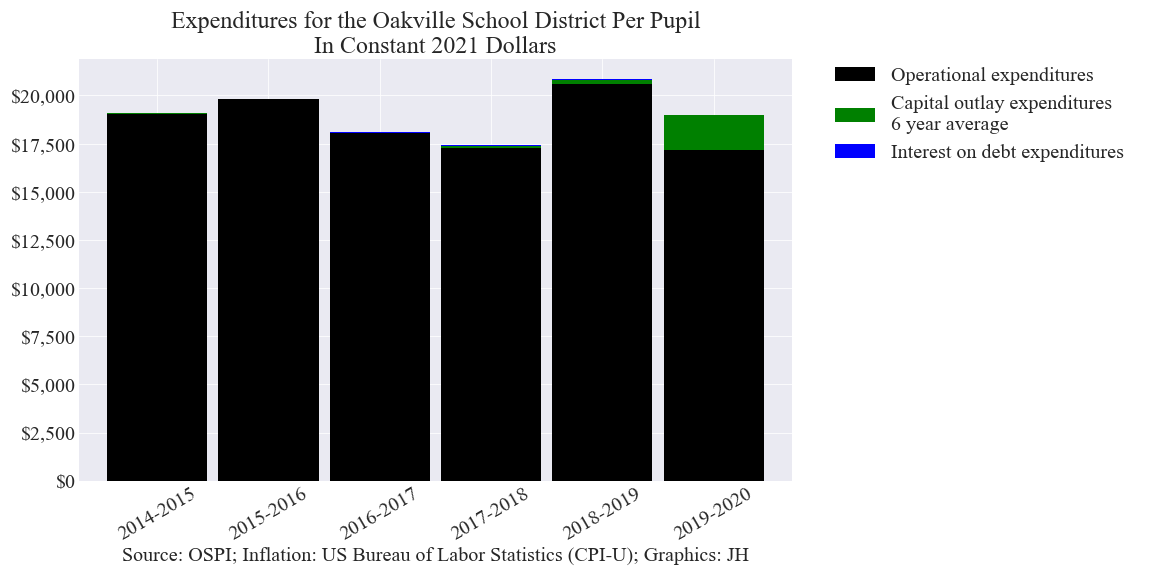 Expenditures for the Oakville School District Per Pupil
In Constant 2021 Dollars
Operational expenditures
Capital outlay expenditures
6 year average
Interest on debt expenditures
$20,000
$17,500
$15,000
$12,500
$10,000
$7,500
$5,000
$2,500
$0
2014-2015
2015-2016
2016-2017
2017-2018
2018-2019
2019-2020
Source: OSPI; Inflation: US Bureau of Labor Statistics (CPI-U); Graphics: JH